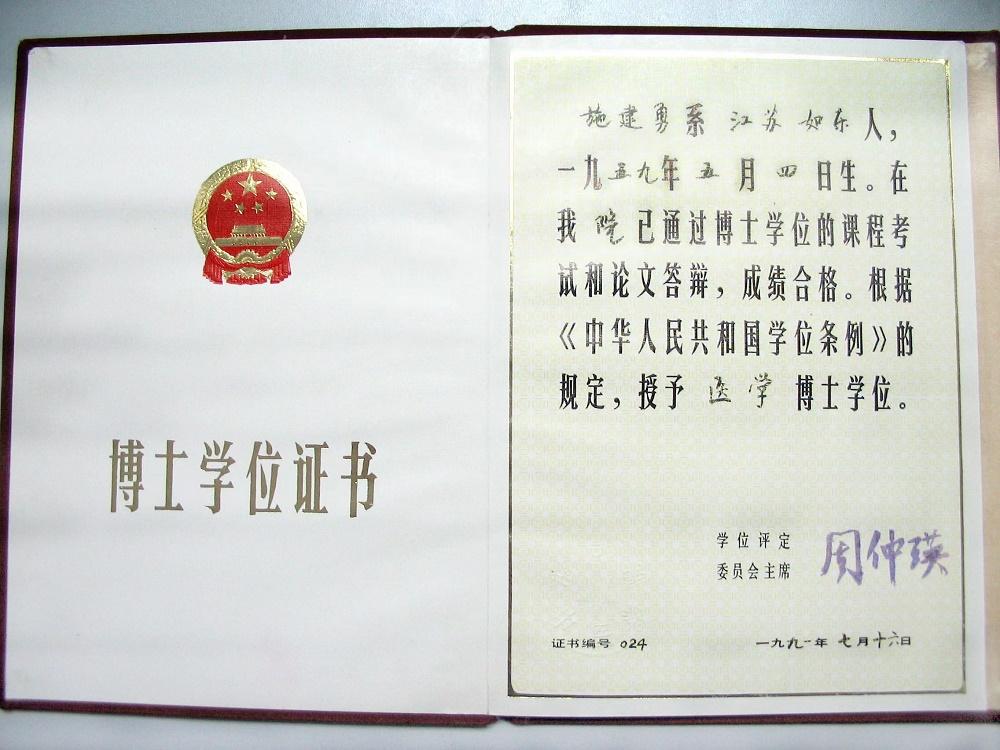 博士学位证书
施建勇系江苏如东人，
一九五九年五月四日生。在
我院已通过博士学位的课程考
试和论文答辩，成绩合格。根据
《中华人民共和国学位条例》的
规定，授予医学博士学位。
学位评定
委员会主席 周仲瑛
证书编号 024 一九九一年七月十六日